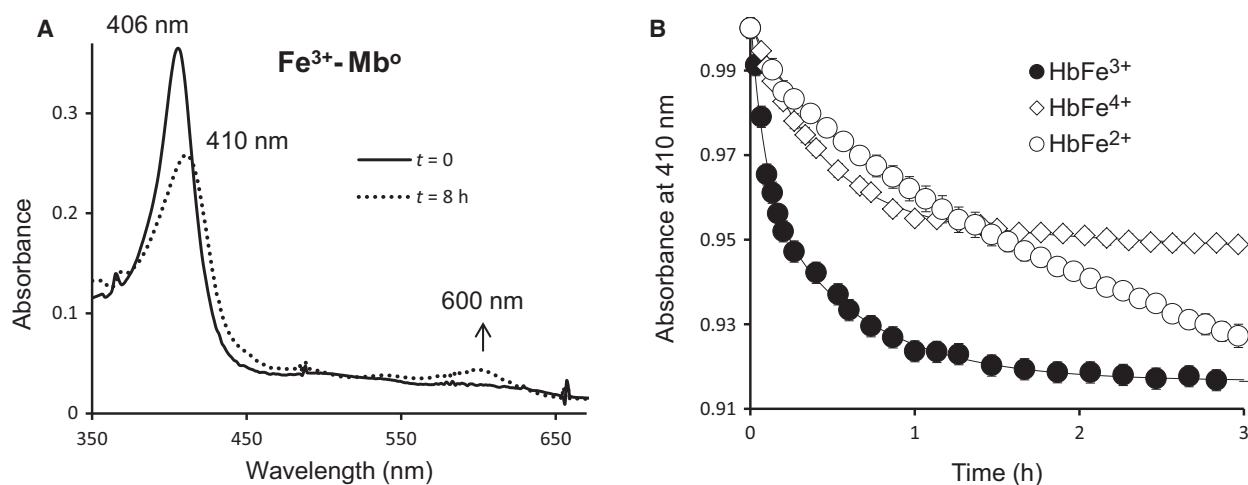 A
406 nm
Fe³⁺- Mbᵒ
410 nm
t = 0
t = 8 h
600 nm
0.3
0.2
0.1
0
Absorbance
350
450
550
650
Wavelength (nm)
B
HbFe³⁺
HbFe⁴⁺
HbFe²⁺
0.99
0.97
0.95
0.93
0.91
Absorbance at 410 nm
0
1
2
3
Time (h)